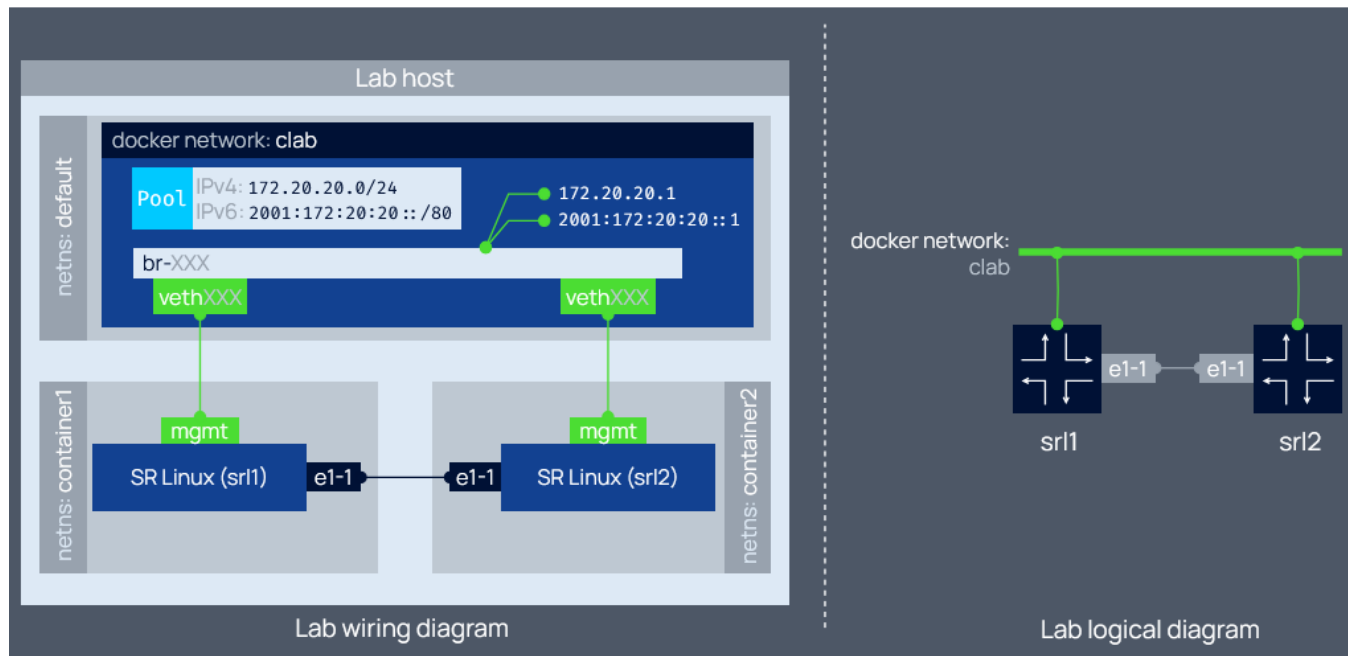 Lab host
netns: default
docker network: clab
Pool
IPv4: 172.20.20.0/24
IPv6: 2001:172:20:20::/80
172.20.20.1
2001:172:20:20::1
br-XXX
vethXXX
vethXXX
netns: container1
mgmt
SR Linux (srl1)
e1-1
e1-1
mgmt
SR Linux (srl2)
netns: container2
Lab wiring diagram
docker network:
clab
e1-1
e1-1
srl1
srl2
Lab logical diagram